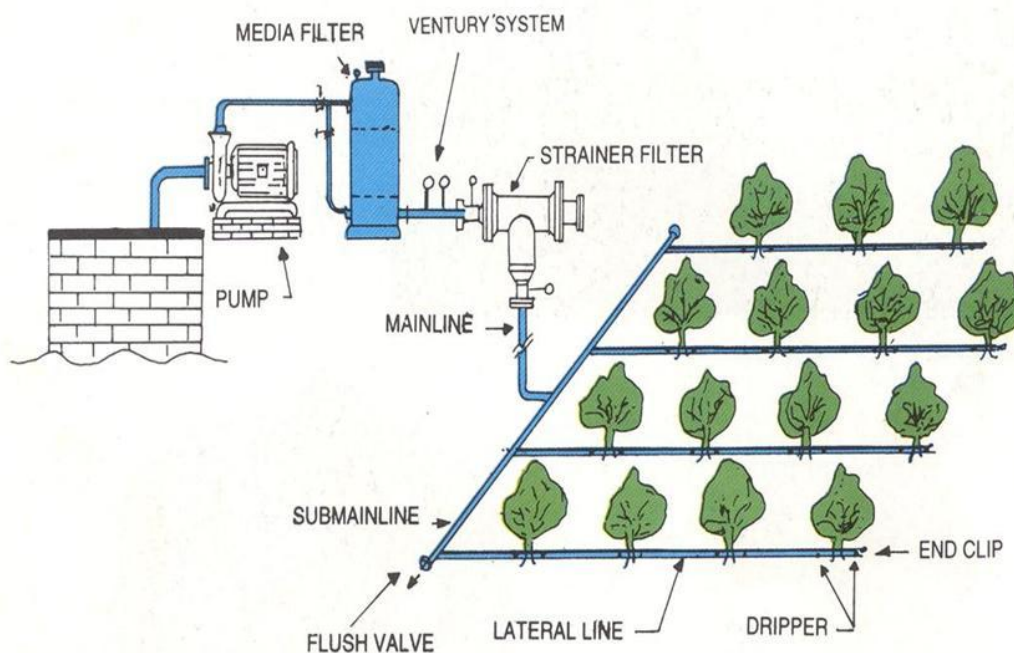 MEDIA FILTER
VENTURY SYSTEM
STRAINER FILTER
PUMP
MAINLINE
SUBMAINLINE
END CLIP
FLUSH VALVE
LATERAL LINE
DRIPPER